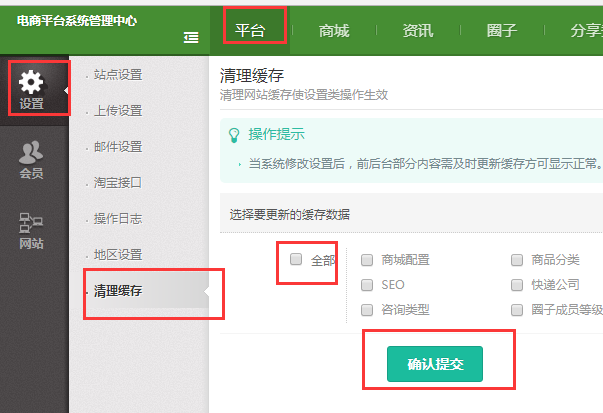 电商平台系统管理中心
平台
商城
资讯
圈子
分享
设置
会员
网站
站点设置
上传设置
邮件设置
淘宝接口
操作日志
地区设置
清理缓存
清理缓存
清理网站缓存使设置类操作生效
操作提示
当系统修改设置后，前后台部分内容需及时更新缓存方可显示正常。
选择要更新的缓存数据
全部
商城配置
商品分类
SEO
快递公司
咨询类型
圈子成员等级
确认提交